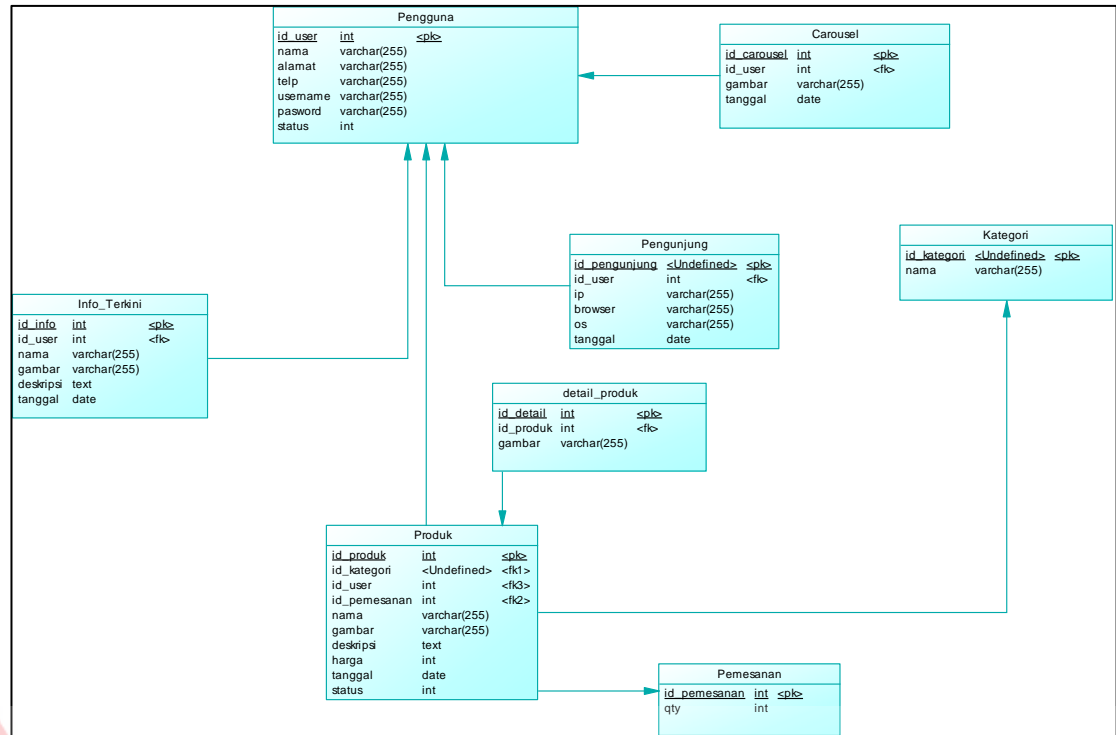 Pengguna
id_user int <pk>
nama varchar(255)
alamat varchar(255)
telp varchar(255)
username varchar(255)
pasword varchar(255)
status int
Carousel
id_carousel int <pk>
id_user int <fk>
gambar varchar(255)
tanggal date
Pengunjung
id_pengunjung <Undefined> <pk>
id_user int <fk>
ip varchar(255)
browser varchar(255)
os varchar(255)
tanggal date
Kategori
id_kategori <Undefined> <pk>
nama varchar(255)
Info_Terkini
id_info int <pk>
id_user int <fk>
nama varchar(255)
gambar varchar(255)
deskripsi text
tanggal date
detail_produk
id_detail int <pk>
id_produk int <fk>
gambar varchar(255)
Produk
id_produk int <pk>
id_kategori <Undefined> <fk1>
id_user int <fk3>
id_pemesanan int <fk2>
nama varchar(255)
gambar varchar(255)
deskripsi text
harga int
tanggal date
status int
Pemesanan
id_pemesanan int <pk>
qty int